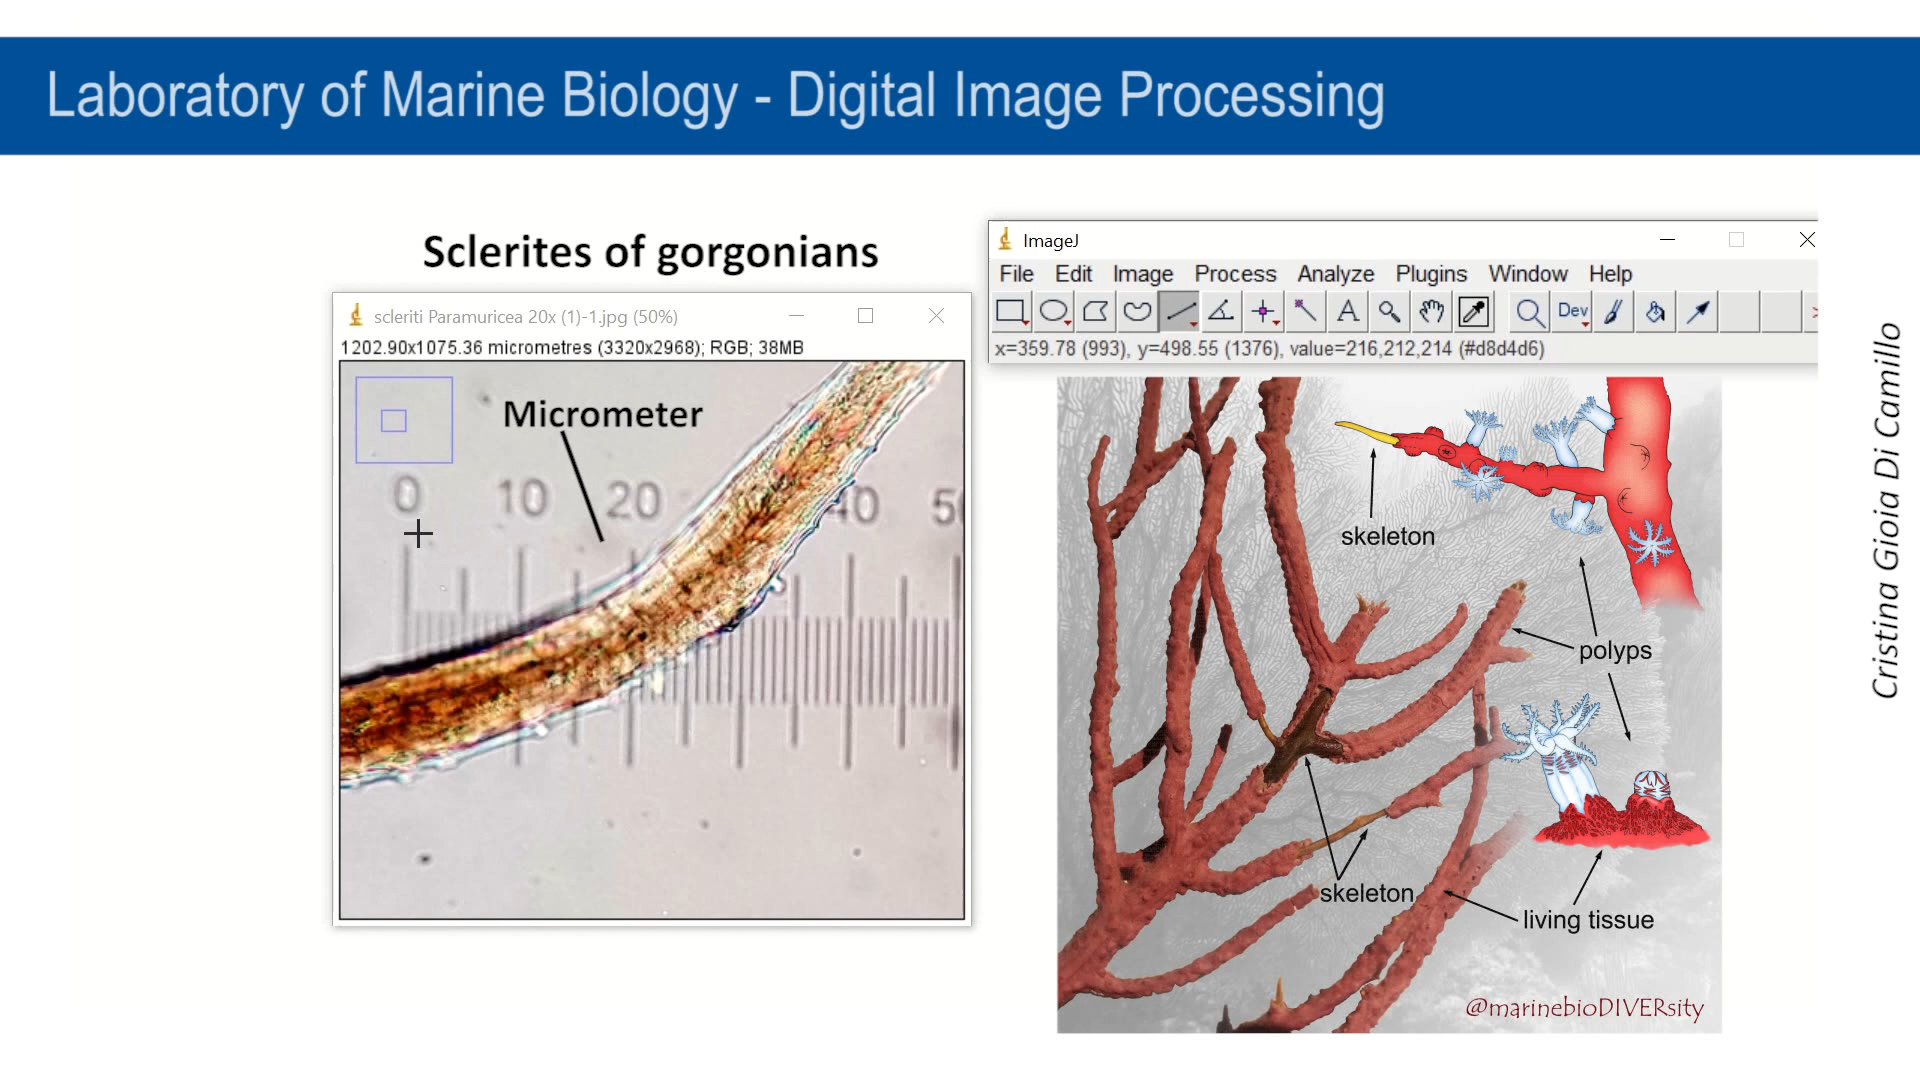 Laboratory of Marine Biology - Digital Image Processing
Sclerites of gorgonians
scleriti Paramuricea 20x (1)-1.jpg (50%)
1202.90x1075.36 micrometres (3320x2968); RGB; 38MB
Micrometer
0 10 20 40 50
ImageJ
File Edit Image Process Analyze Plugins Window Help
A Dev
x=359.78 (993), y=498.55 (1376), value=216,212,214 (#d8d4d6)
skeleton
polyps
skeleton
living tissue
@marinebioDIVERsity
Cristina Gioia Di Camillo